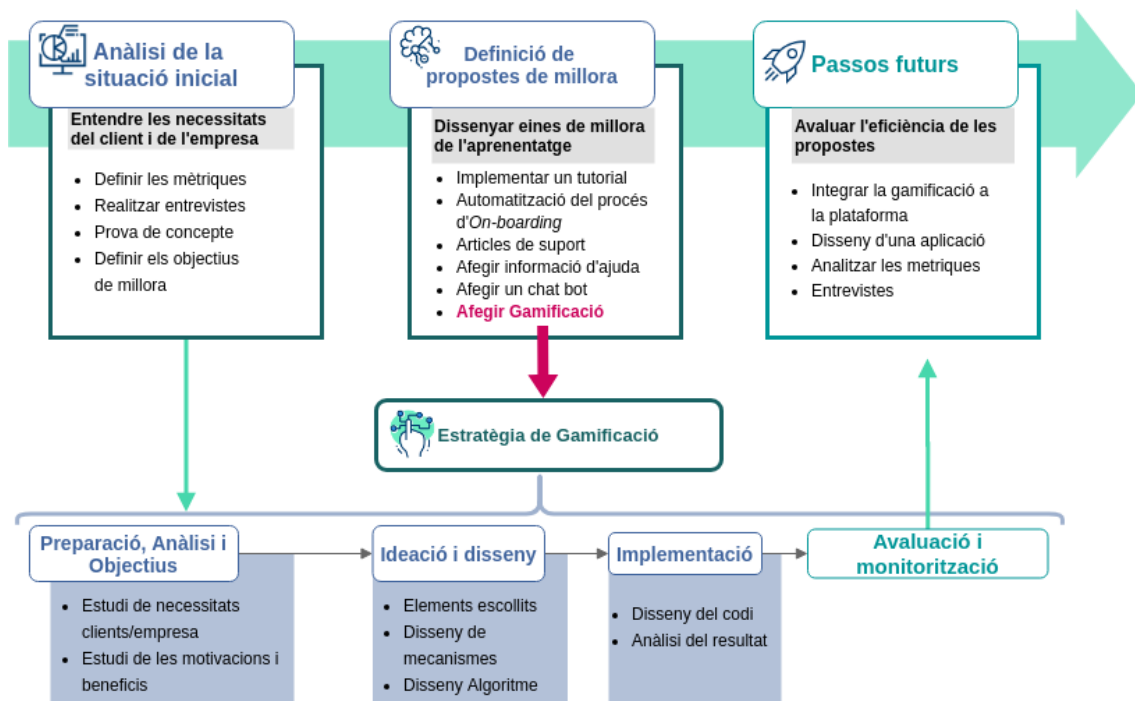 Anàlisi de la
situació inicial
Entendre les necessitats
del client i de l'empresa
Definir les mètriques
Realitzar entrevistes
Prova de concepte
Definir els objectius
de millora
Definició de
propostes de millora
Dissenyar eines de millora
de l'aprenentatge
Implementar un tutorial
Automatització del procés
d'On-boarding
Articles de suport
Afegir informació d'ajuda
Afegir un chat bot
Afegir Gamificació
Passos futurs
Avaluar l'eficiència de les
propostes
Integrar la gamificació a
la plataforma
Disseny d'una aplicació
Analitzar les metriques
Entrevistes
Estratègia de Gamificació
Preparació, Anàlisi i
Objectius
Estudi de necessitats
clients/empresa
Estudi de les motivacions i
beneficis
Ideació i disseny
Elements escollits
Disseny de
mecanismes
Disseny Algoritme
Implementació
Disseny del codi
Anàlisi del resultat
Avaluació i
monitorització